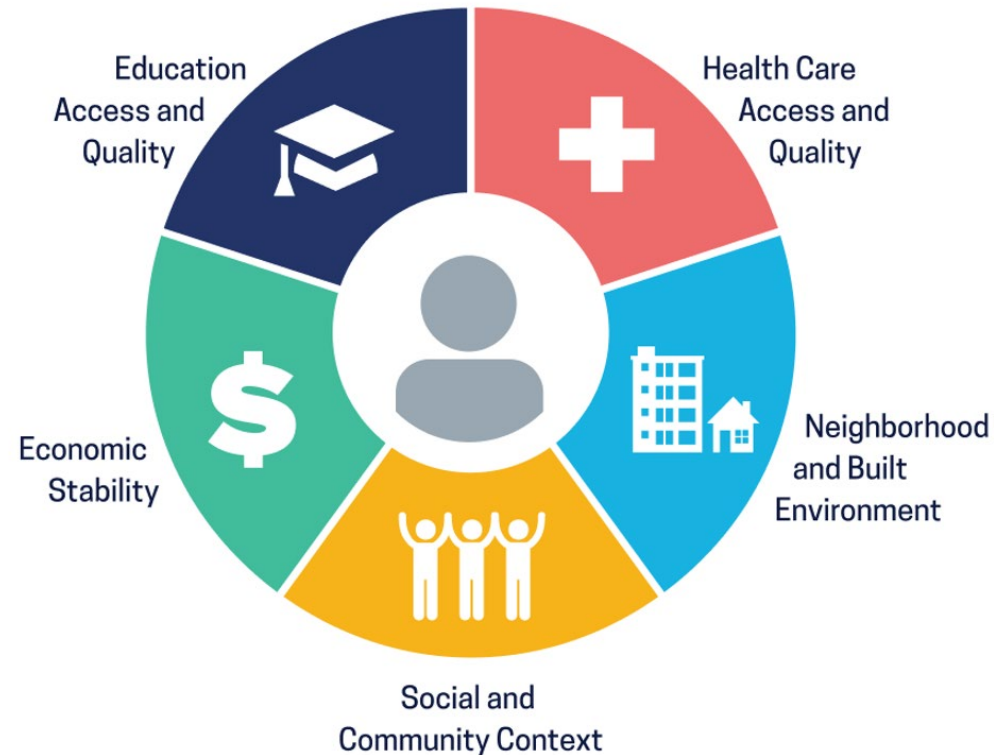 Education
Access and
Quality
Health Care
Access and
Quality
Economic
Stability
Neighborhood
and Built
Environment
Social and
Community Context
$